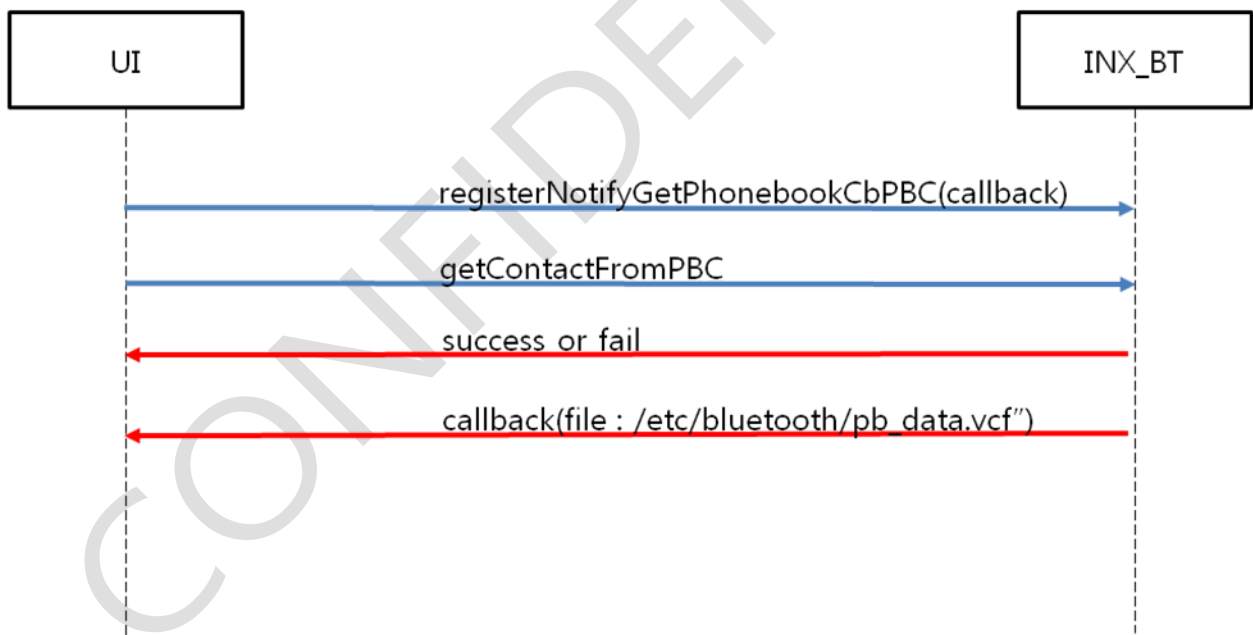 UI
INX_BT
registerNotifyGetPhonebookCbPBC(callback)
getContactFromPBC
success or fail
callback(file : /etc/bluetooth/pb_data.vcf”)
CONFIDE